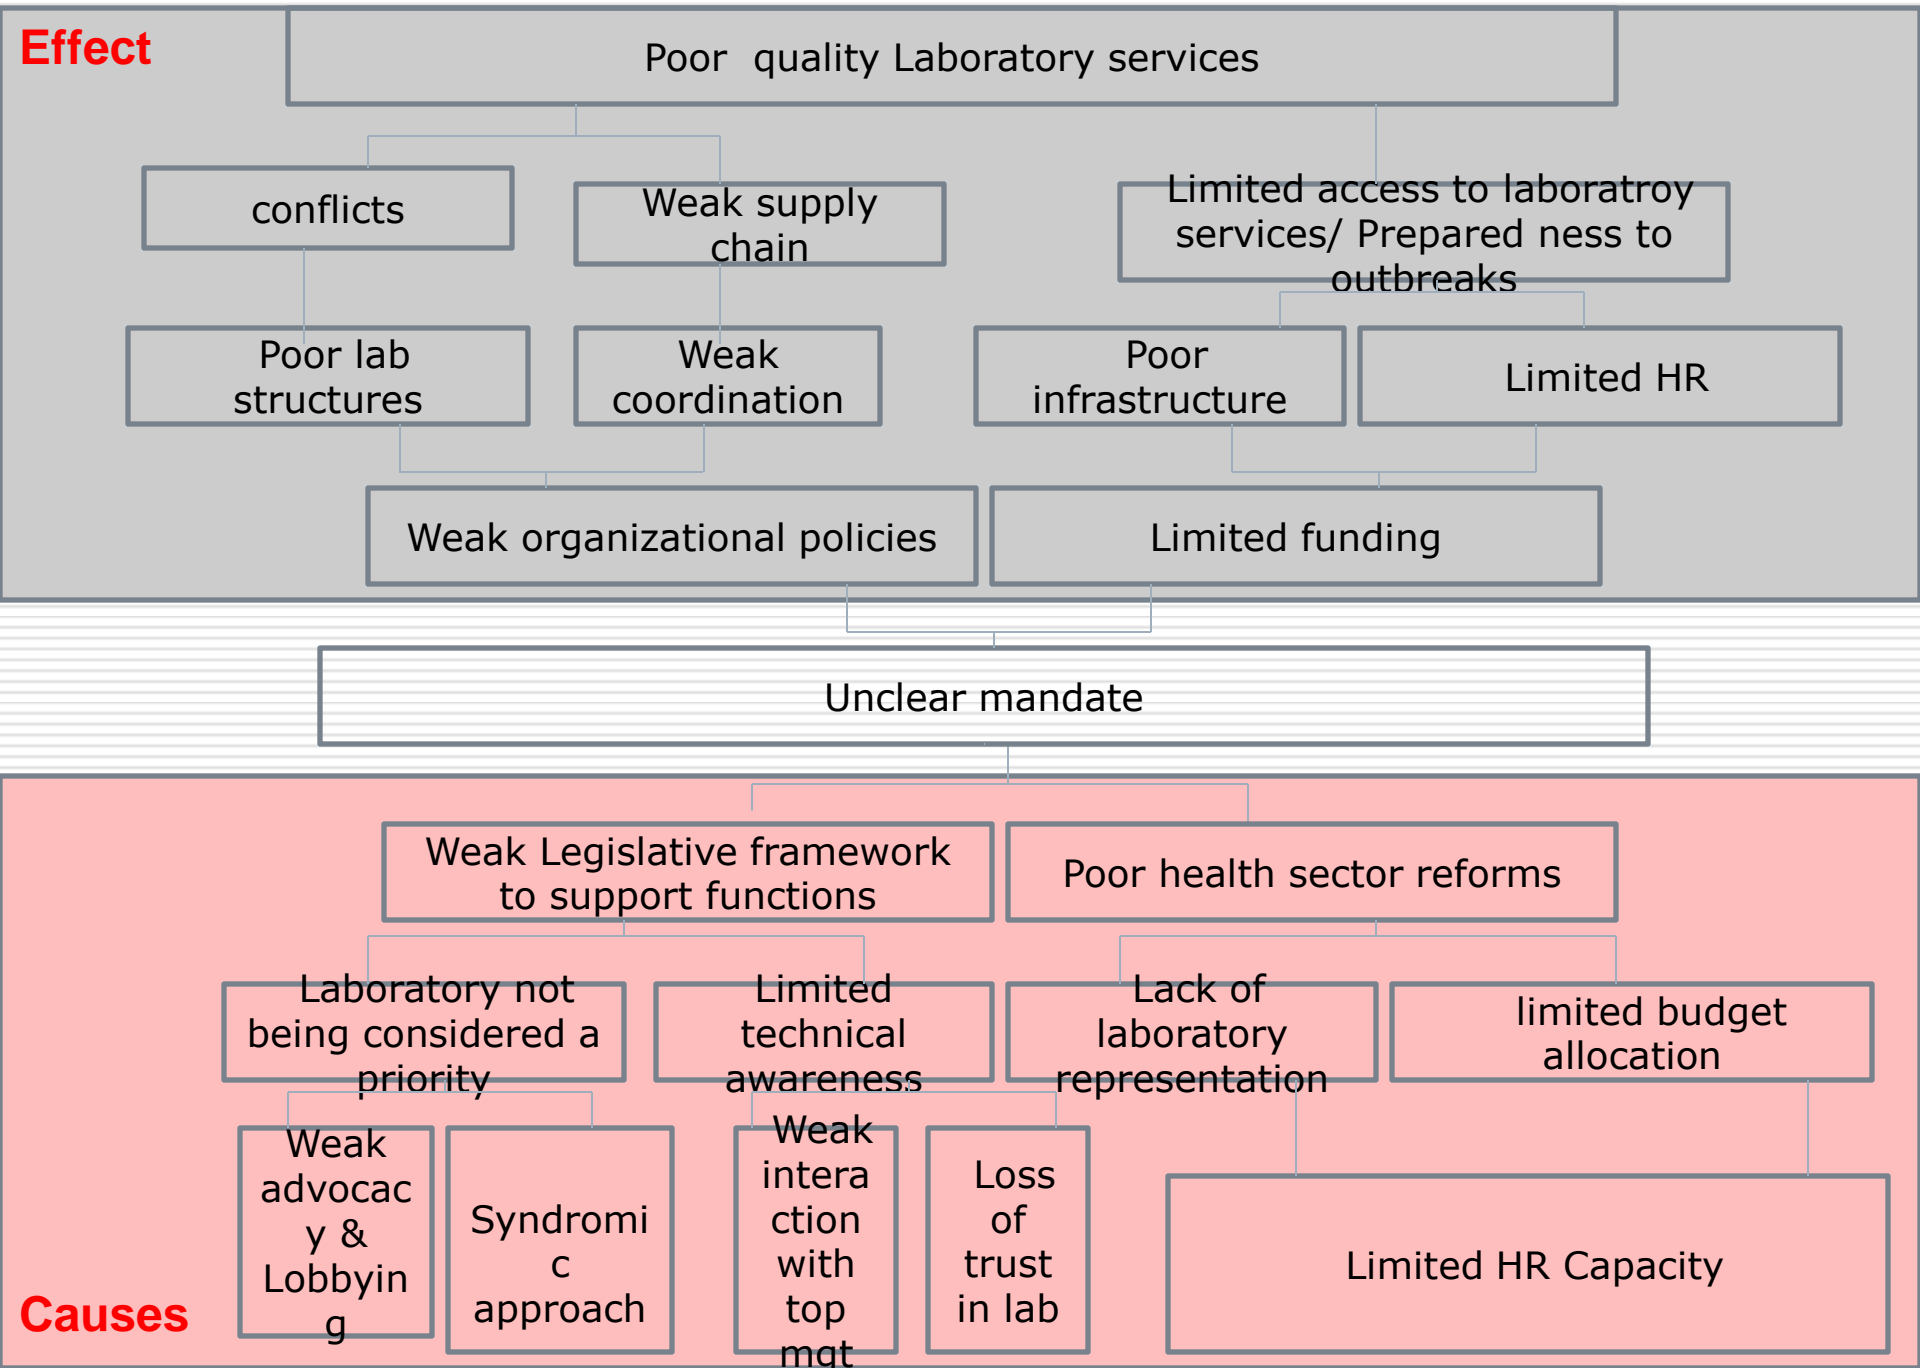 Effect
Poor quality Laboratory services
conflicts
Weak supply
chain
Limited access to laboratroy
services/ Prepared ness to
outbreaks
Poor lab
structures
Weak
coordination
Poor
infrastructure
Limited HR
Weak organizational policies
Limited funding
Unclear mandate
Weak Legislative framework
to support functions
Poor health sector reforms
Laboratory not
being considered a
priority
Limited
technical
awareness
Lack of
laboratory
representation
limited budget
allocation
Weak
advocac
y &
Lobbyin
g
Syndromi
c
approach
Weak
intera
ction
with
top
mgt
Loss
of
trust
in lab
Limited HR Capacity
Causes